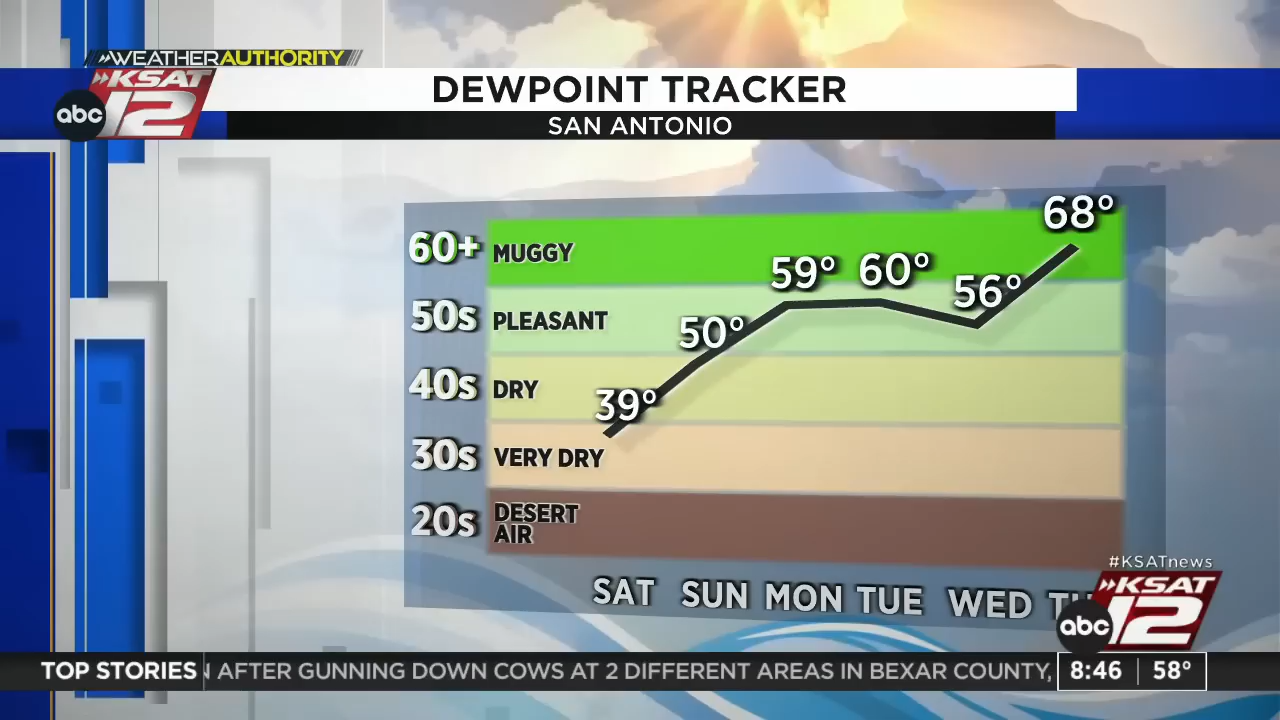 »WEATHERAUTHORITY
»KSAT
abc 12
DEWPOINT TRACKER
SAN ANTONIO
68°
60+ MUGGY
59° 60°
56°
50s PLEASANT
50°
40s DRY
39°
30s VERY DRY
20s DESERT
AIR
SAT SUN MON TUE WED
#KSATnews
»KSAT
abc 12
TOP STORIES AFTER GUNNING DOWN COWS AT 2 DIFFERENT AREAS IN BEXAR COUNTY, 8:46 58°